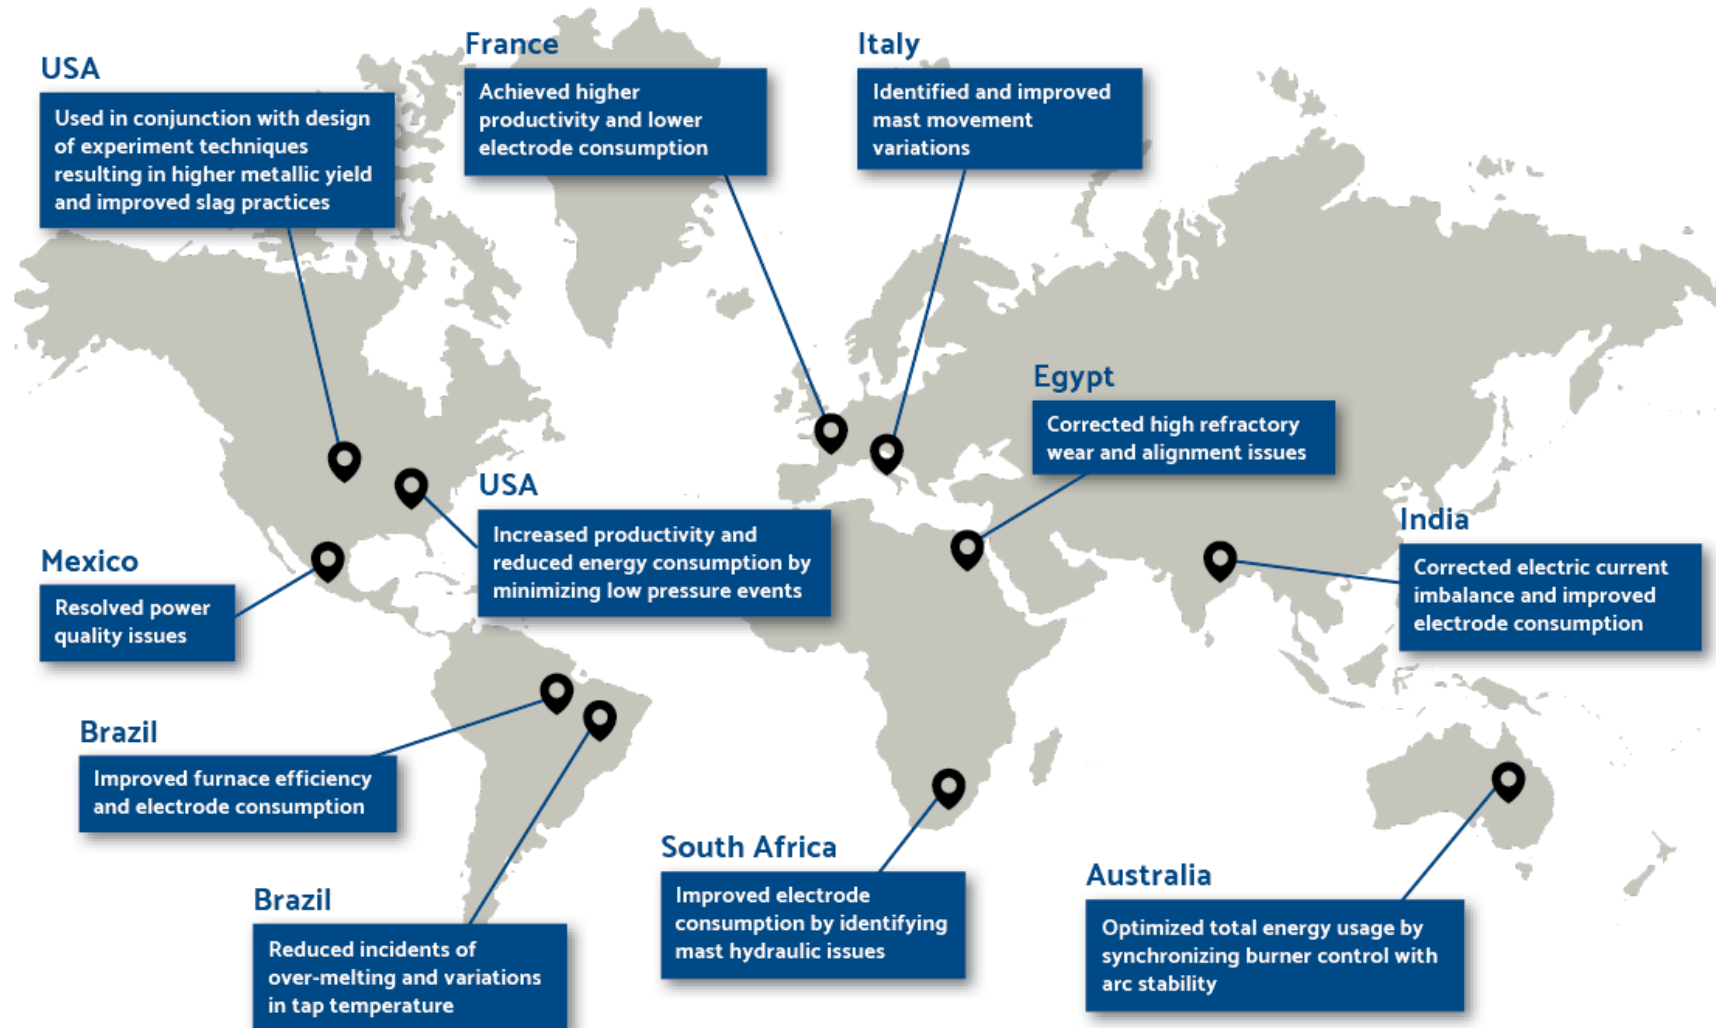 USA
Used in conjunction with design
of experiment techniques
resulting in higher metallic yield
and improved slag practices
France
Achieved higher
productivity and lower
electrode consumption
Italy
Identified and improved
mast movement
variations
Egypt
Corrected high refractory
wear and alignment issues
USA
Increased productivity and
reduced energy consumption by
minimizing low pressure events
India
Corrected electric current
imbalance and improved
electrode consumption
Mexico
Resolved power
quality issues
Brazil
Improved furnace efficiency
and electrode consumption
Brazil
Reduced incidents of
over-melting and variations
in tap temperature
South Africa
Improved electrode
consumption by identifying
mast hydraulic issues
Australia
Optimized total energy usage by
synchronizing burner control with
arc stability